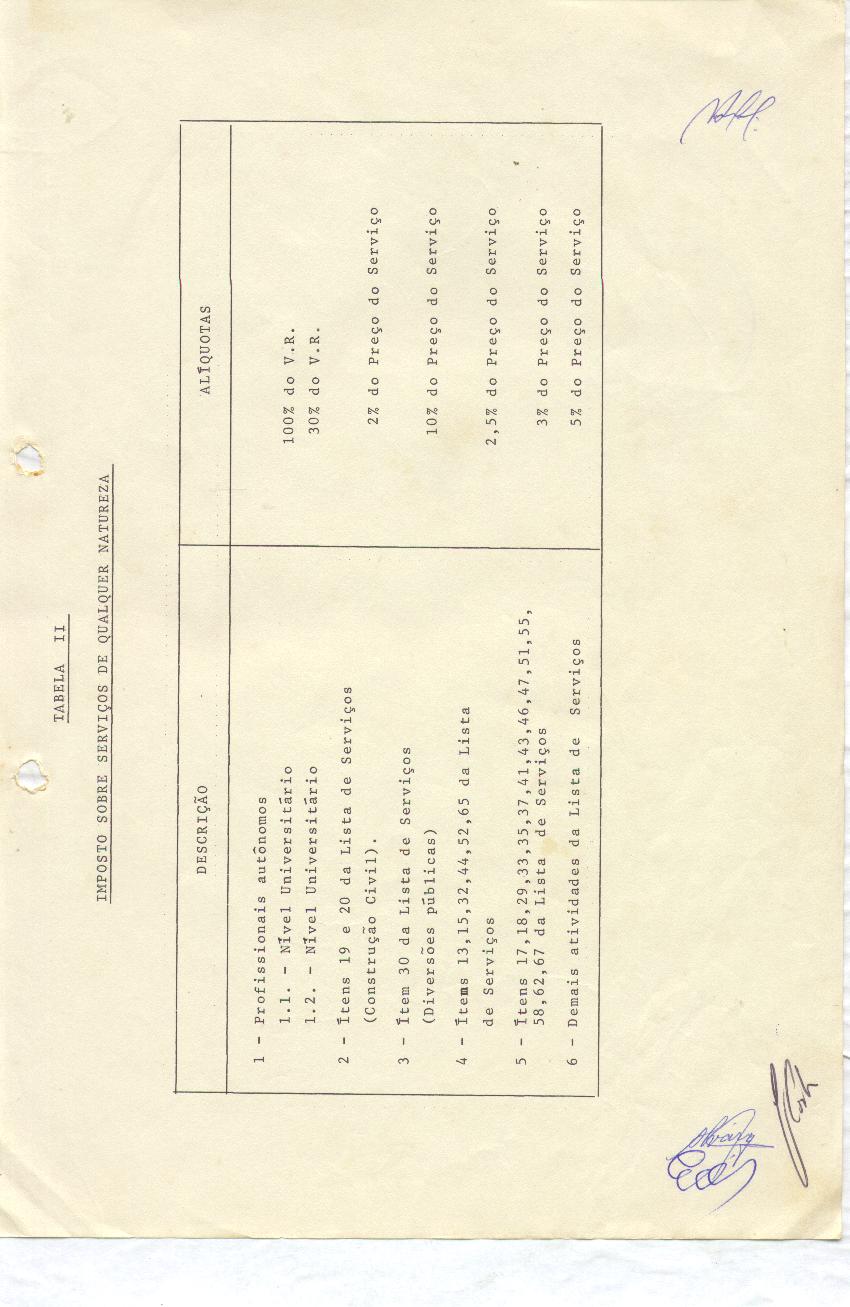 TABELA II
IMPOSTO SOBRE SERVIÇOS DE QUALQUER NATUREZA
DESCRIÇÃO
ALÍQUOTAS
1 - Profissionais autônomos
1.1. - Nível Universitário 100% do V.R.
1.2. - Nível Universitário 30% do V.R.
2 - Ítens 19 e 20 da Lista de Serviços
(Construção Civil). 2% do Preço do Serviço
3 - Ítem 30 da Lista de Serviços
(Diversões públicas) 10% do Preço do Serviço
4 - Ítems 13,15,32,44,52,65 da Lista
de Serviços 2,5% do Preço do Serviço
5 - Ítens 17,18,29,33,35,37,41,43,46,47,51,55,
58,62,67 da Lista de Serviços 3% do Preço do Serviço
6 - Demais atividades da Lista de Serviços 5% do Preço do Serviço